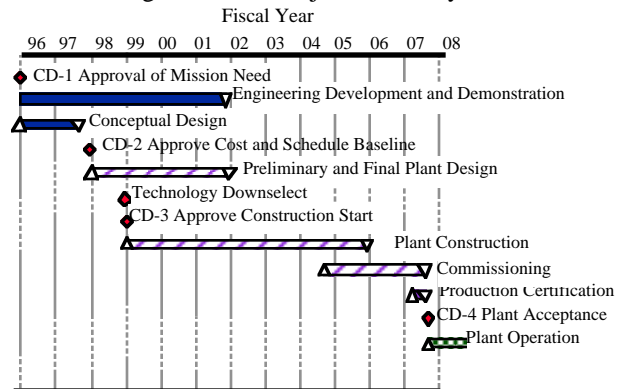 Fiscal Year
96 97 98 99 00 01 02 03 04 05 06 07 08
CD-1 Approval of Mission Need
Engineering Development and Demonstration
Conceptual Design
CD-2 Approve Cost and Schedule Baseline
Preliminary and Final Plant Design
Technology Downselect
CD-3 Approve Construction Start
Plant Construction
Commissioning
Production Certification
CD-4 Plant Acceptance
Plant Operation